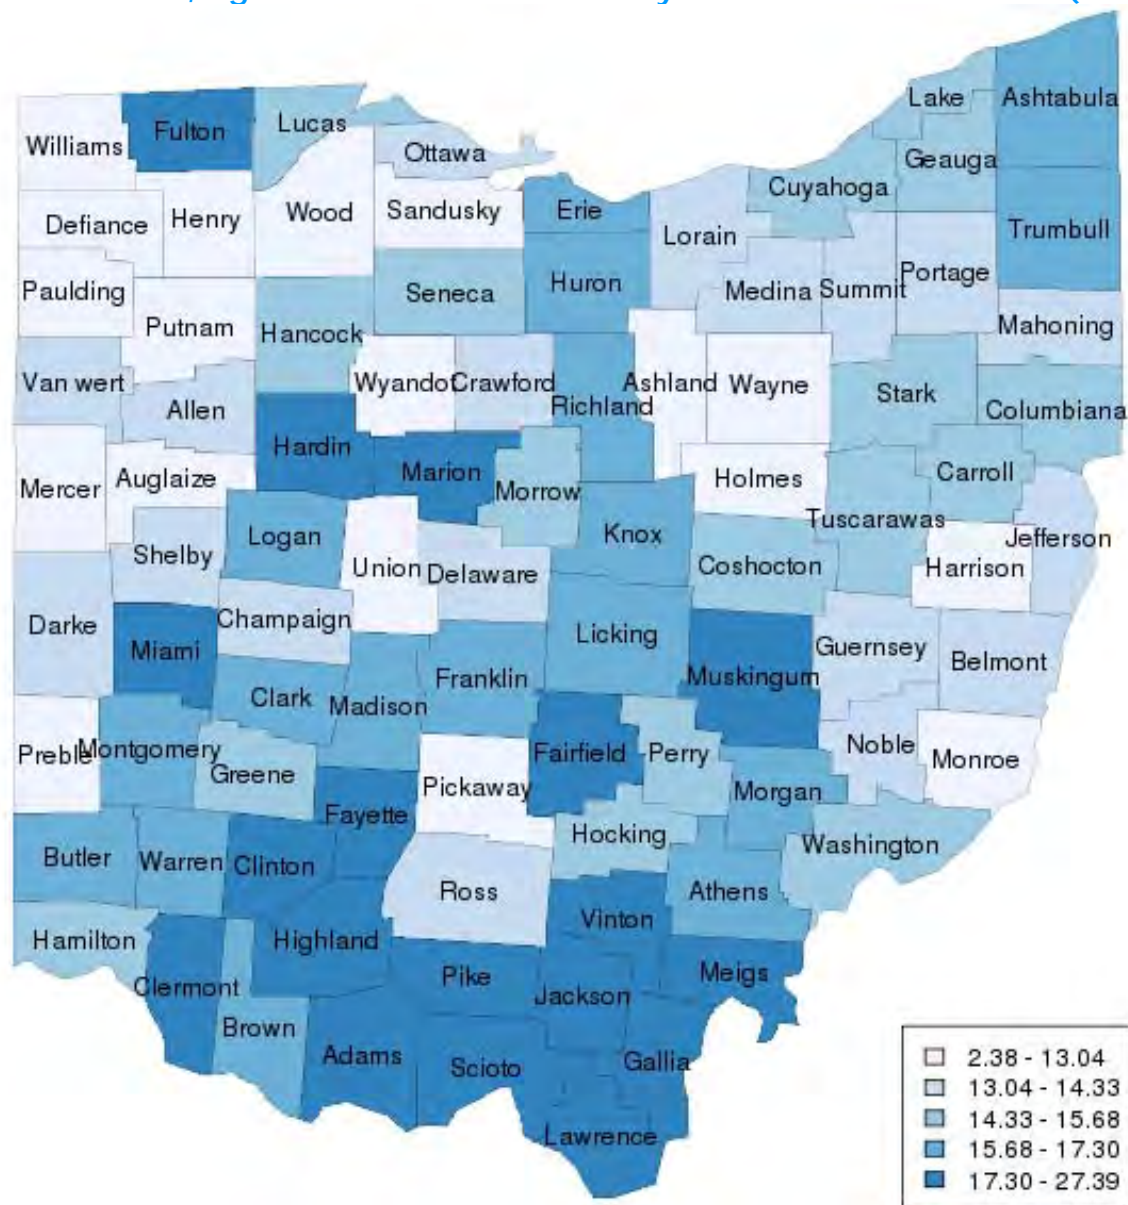 Lake
Ashtabula
Lucas
Fulton
Williams
Ottawa
Geauga
Cuyahoga
Erie
Sandusky
Wood
Henry
Defiance
Trumbull
Lorain
Portage
Huron
Medina
Summit
Seneca
Paulding
Putnam
Mahoning
Hancock
Van wert
Wyandot
Crawford
Ashland
Wayne
Stark
Richland
Allen
Columbiana
Hardin
Marion
Carroll
Auglaize
Holmes
Mercer
Morrow
Tuscarawas
Knox
Logan
Jefferson
Shelby
Union
Delaware
Coshocton
Harrison
Champaign
Darke
Licking
Guernsey
Miami
Belmont
Franklin
Muskingum
Clark
Madison
Noble
Preble
Montgomery
Fairfield
Perry
Monroe
Greene
Pickaway
Morgan
Fayette
Hocking
Washington
Butler
Warren
Clinton
Ross
Athens
Vinton
Hamilton
Highland
Meigs
Pike
Clermont
Jackson
Brown
Adams
Scioto
Gallia
Lawrence
2.38 - 13.04
13.04 - 14.33
14.33 - 15.68
15.68 - 17.30
17.30 - 27.39